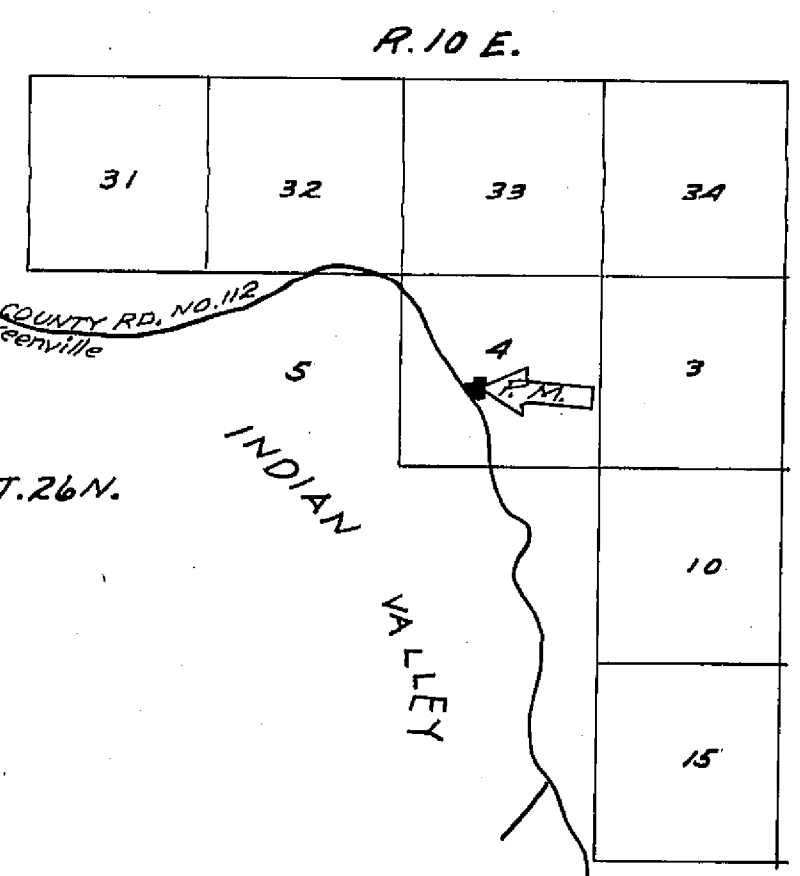 R. 10 E.
31 32 33 34
COUNTY RD. NO. 112
eenville
5 4 3
P. M.
INDIAN
T. 26 N.
10
VALLEY
15